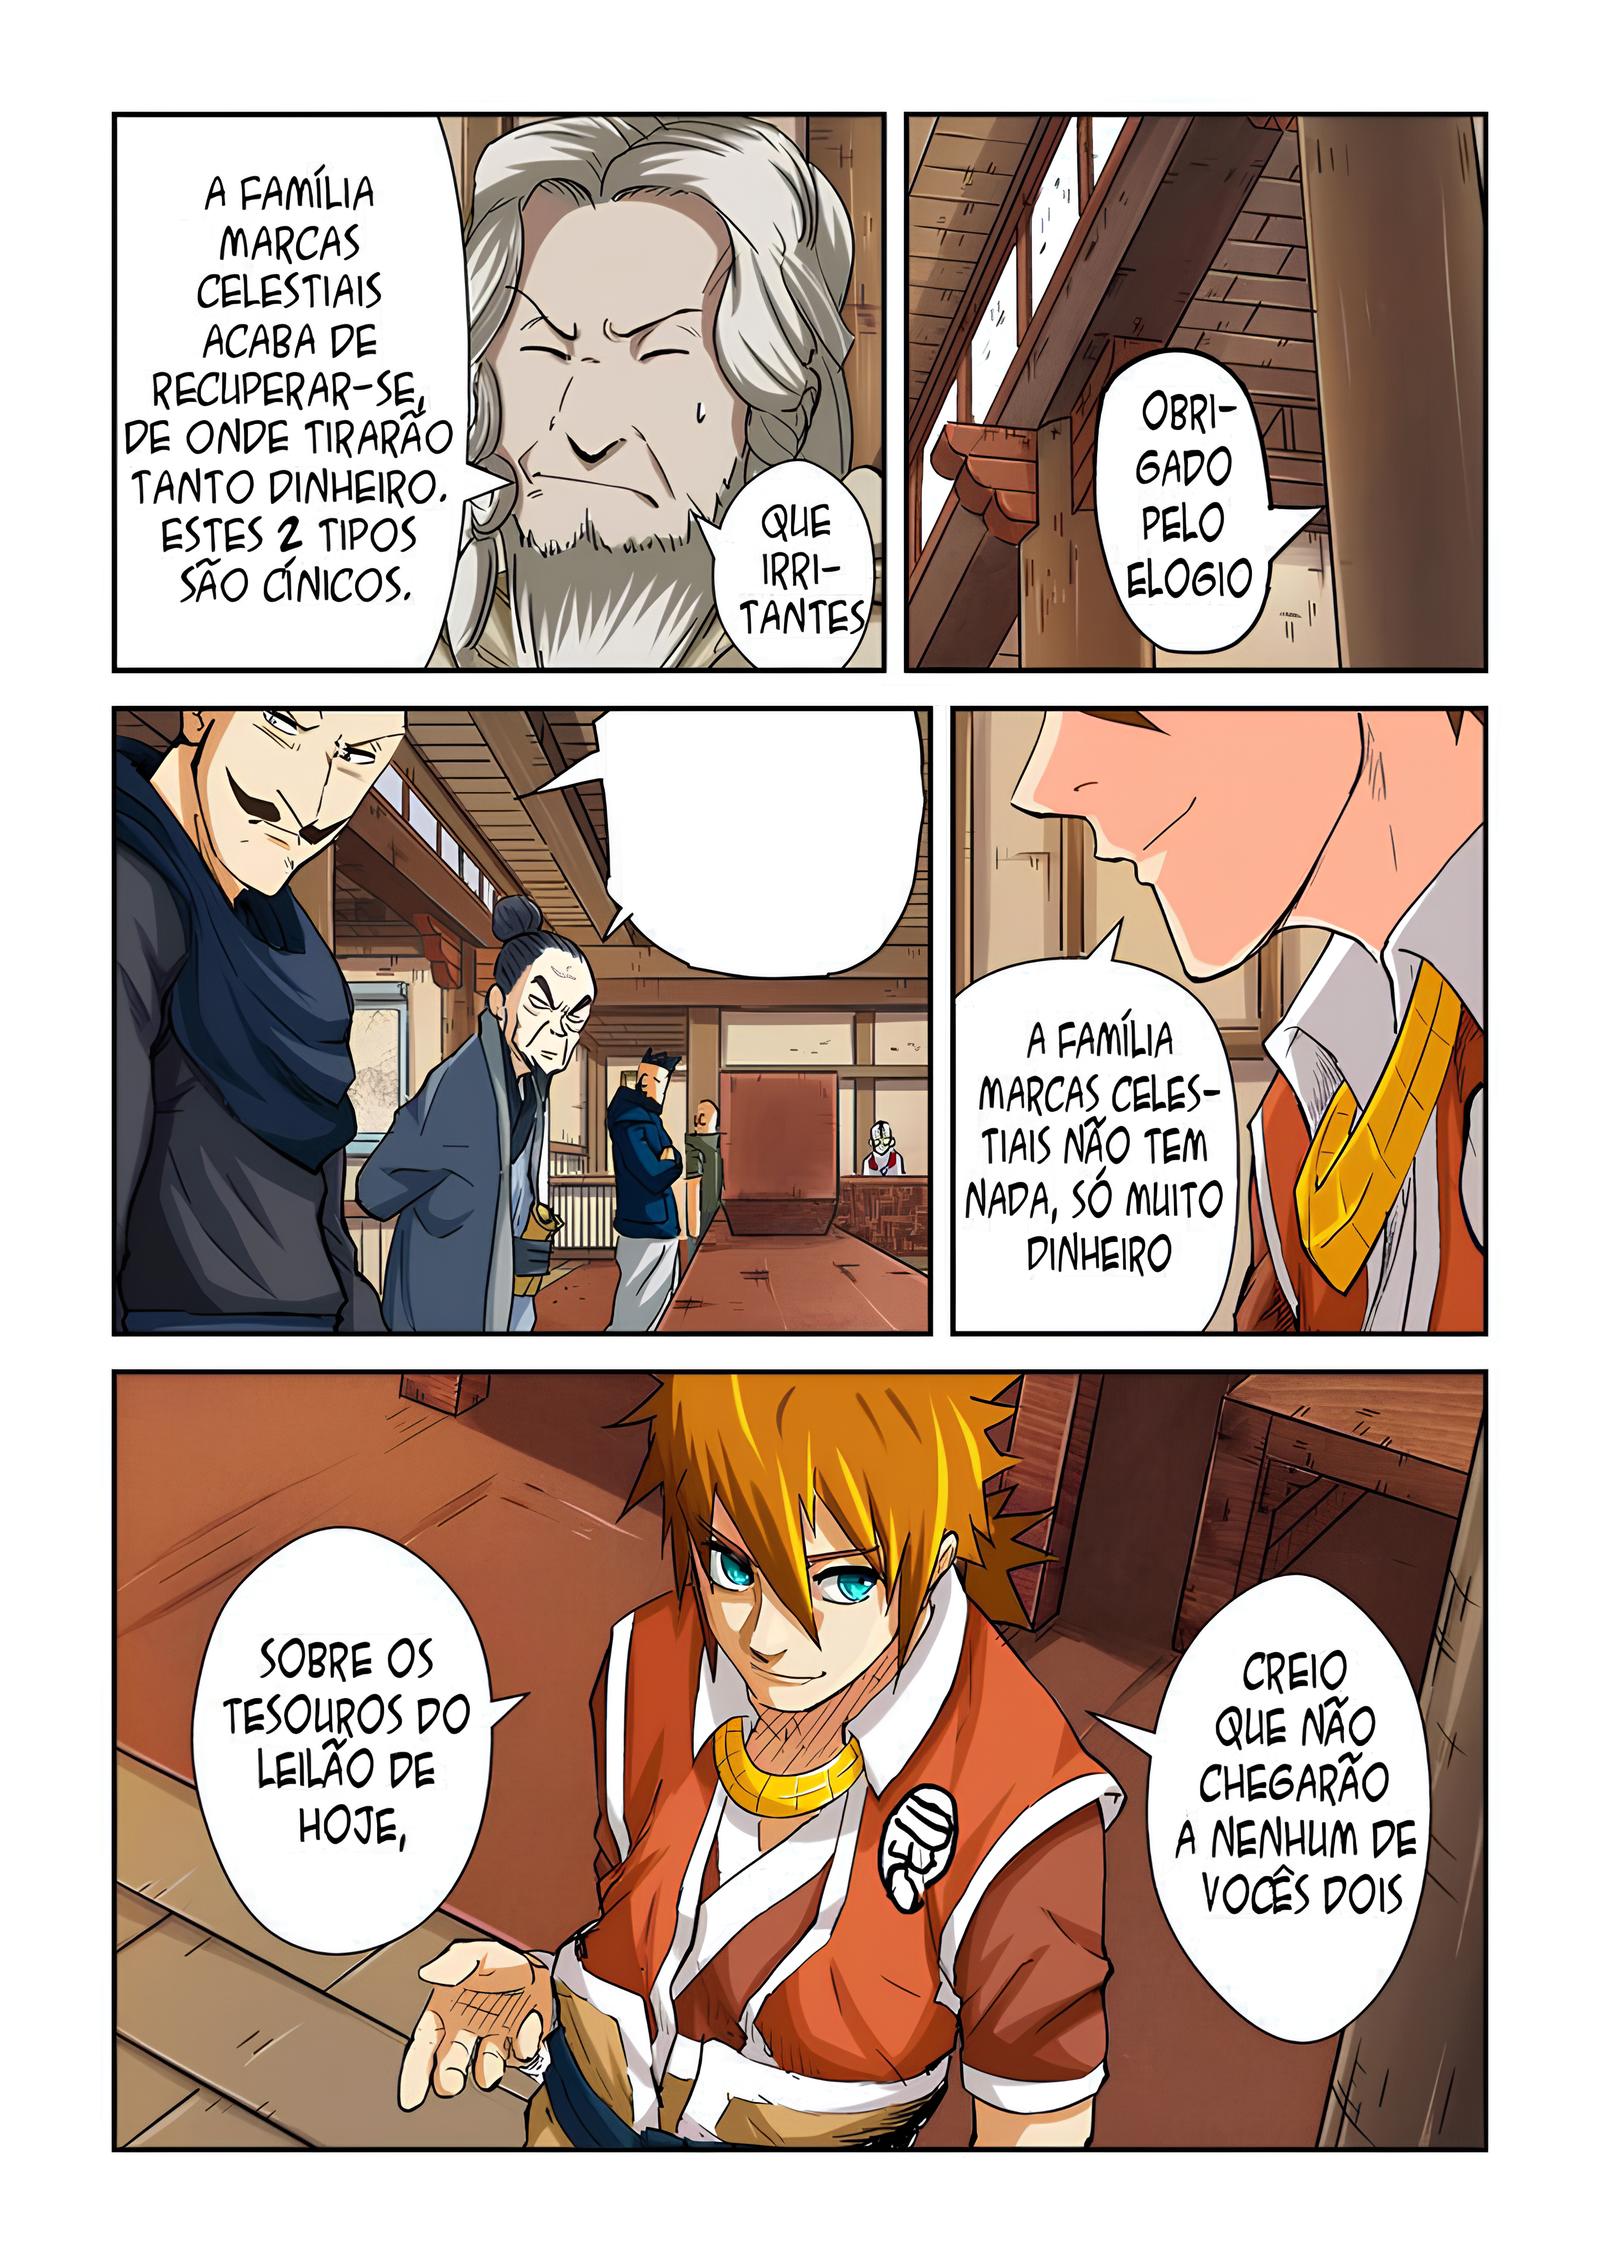 A FAMÍLIA
MARCAS
CELESTIAIS
ACABA DE
RECUPERAR-SE,
DE ONDE TIRARÃO
TANTO DINHEIRO.
ESTES 2 TIPOS
SÃO CÍNICOS.
QUE
IRRI-
TANTES
OBRI-
GADO
PELO
ELOGIO
A FAMÍLIA
MARCAS CELES-
TIAIS NÃO TEM
NADA, SÓ MUITO
DINHEIRO
SOBRE OS
TESOUROS DO
LEILÃO DE
HOJE,
CREIO
QUE NÃO
CHEGARÃO
A NENHUM DE
VOCÊS DOIS